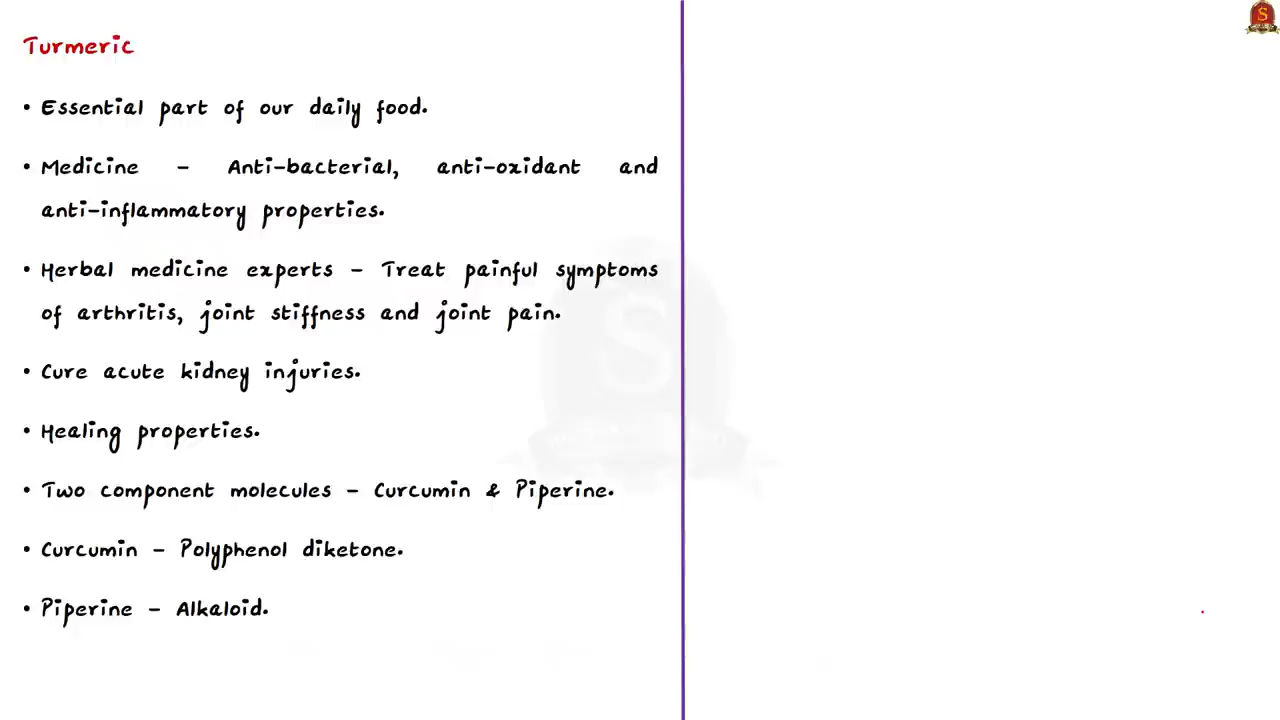 Turmeric
• Essential part of our daily food.
• Medicine – Anti-bacterial, anti-oxidant and
anti-inflammatory properties.
• Herbal medicine experts – Treat painful symptoms
of arthritis, joint stiffness and joint pain.
• Cure acute kidney injuries.
• Healing properties.
• Two component molecules – Curcumin & Piperine.
• Curcumin – Polyphenol diketone.
• Piperine – Alkaloid.
S
S